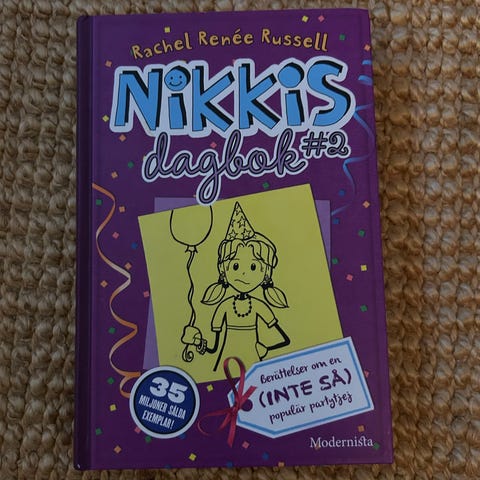 Rachel Renée Russell
NiKKiS
dagbok #2
35
MILJONER SÅLDA
EXEMPLAR!
Berättelser om en
(INTE SÅ)
populär partytjej
Modernista